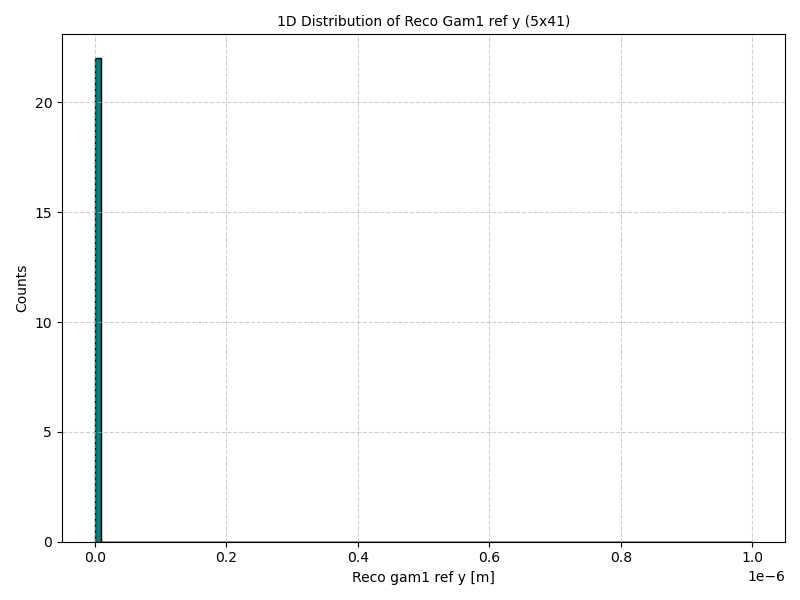 1D Distribution of Reco Gam1 ref y (5x41)
20
15
10
5
0
Counts
0.0 0.2 0.4 0.6 0.8 1.0
1e−6
Reco gam1 ref y [m]